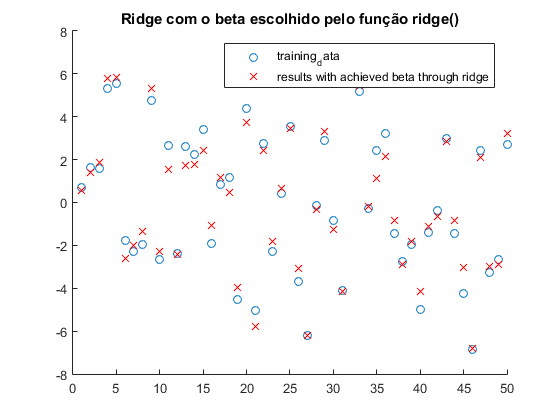 Ridge com o beta escolhido pelo função ridge()
training_data
results with achieved beta through ridge
8
6
4
2
0
-2
-4
-6
-8
0 5 10 15 20 25 30 35 40 45 50